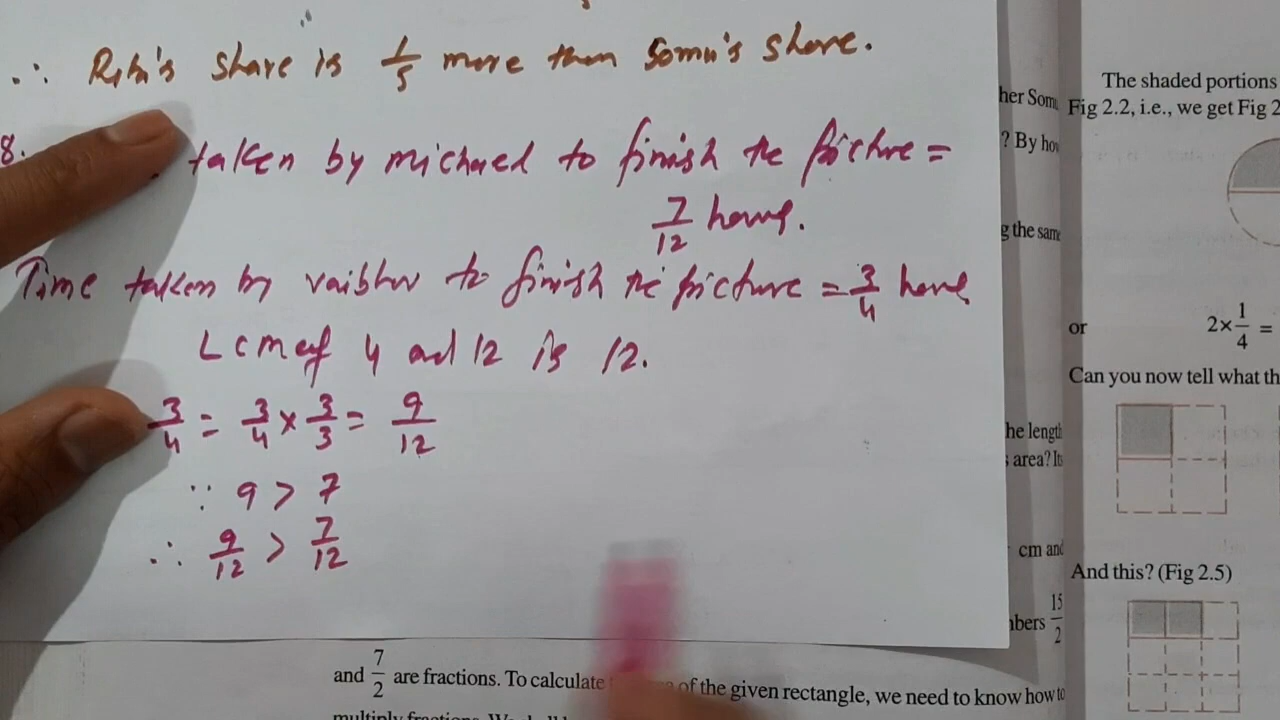 ∴ Ritu's share is 1/5 more than Somu's share.
8. taken by michael to finish the picture =
7/12 hours.
Time taken by vaibhav to finish the picture = 3/4 hours
LCM of 4 and 12 is 12.
3/4 = 3/4 × 3/3 = 9/12
∵ 9 > 7
∴ 9/12 > 7/12
and 7/2 are fractions. To calculate of the given rectangle, we need to know how to
multiply fractions.
her Somu
? By how
g the same
he length
area? Its
cm and
nbers 15/2
The shaded portions
Fig 2.2, i.e., we get Fig 2
or 2×1/4 =
Can you now tell what th
And this? (Fig 2.5)